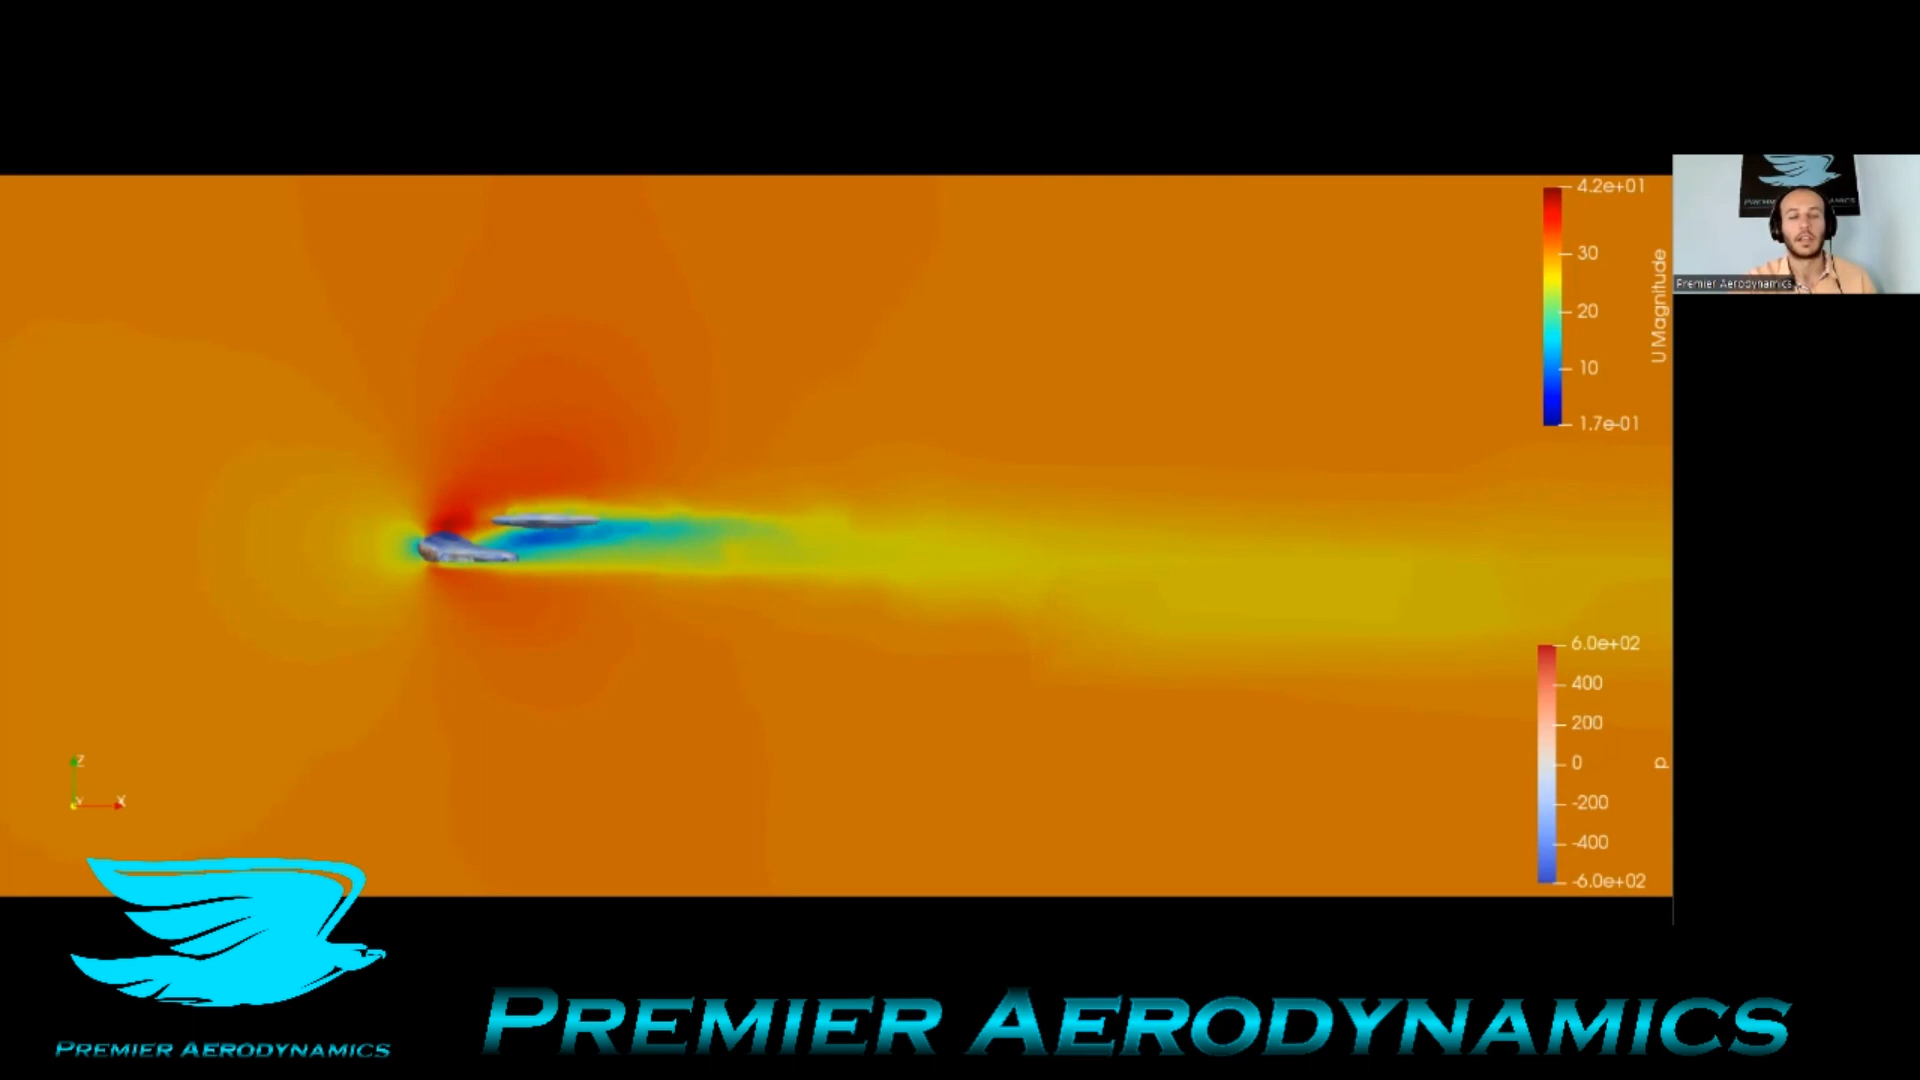 4.2e+01
30
20
10
1.7e-01
U Magnitude
Premier Aerodynamics
6.0e+02
400
200
0
-200
-400
-6.0e+02
p
Z
Y
X
PREMIER AERODYNAMICS
PREMIER AERODYNAMICS